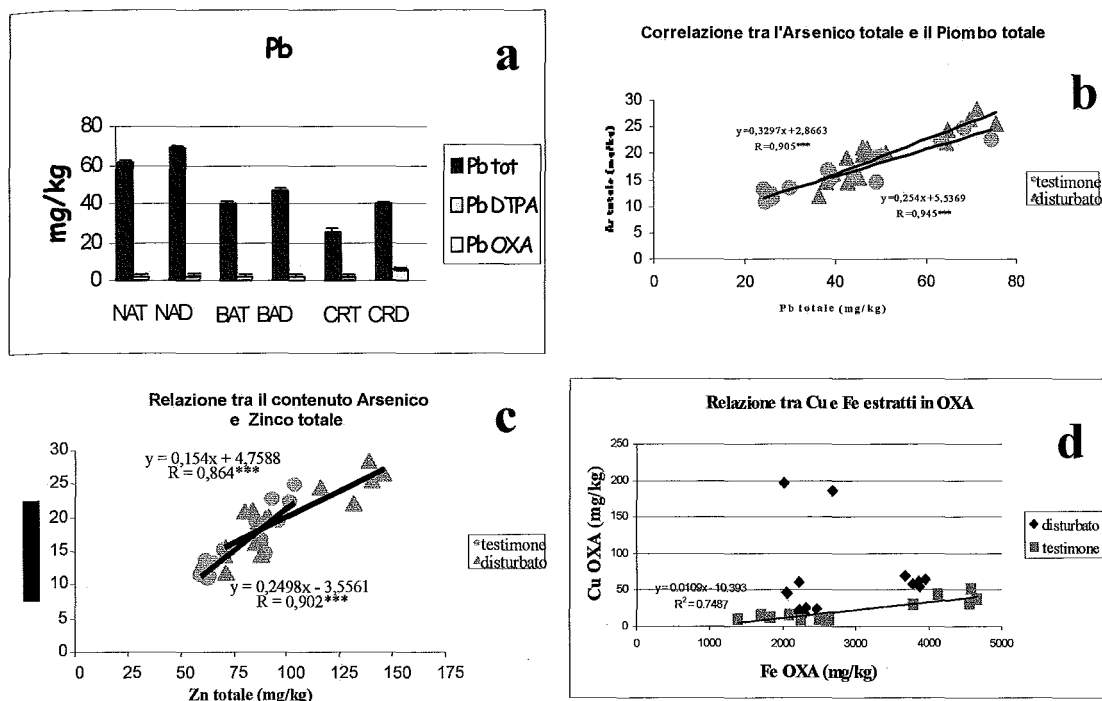 Pb
a
mg/kg
80
60
40
20
0
NAT NAD BAT BAD CRT CRD
Pb tot
Pb DTPA
Pb OXA
Correlazione tra l'Arsenico totale e il Piombo totale
b
Ar totale (mg/kg)
30
25
20
15
10
5
0
y=0,3297x+2,8663
R=0,905***
y=0,254x+5,5369
R=0,945***
0 20 40 60 80
Pb totale (mg/kg)
testimone
disturbato
Relazione tra il contenuto Arsenico
e Zinco totale
c
30
25
20
15
10
5
0
y = 0,154x + 4,7588
R = 0,864***
y = 0,2498x - 3,5561
R = 0,902***
0 25 50 75 100 125 150 175
Zn totale (mg/kg)
testimone
disturbato
Relazione tra Cu e Fe estratti in OXA
d
Cu OXA (mg/kg)
250
200
150
100
50
0
y = 0.0109x - 10.393
R² = 0.7487
0 1000 2000 3000 4000 5000
Fe OXA (mg/kg)
disturbato
testimone